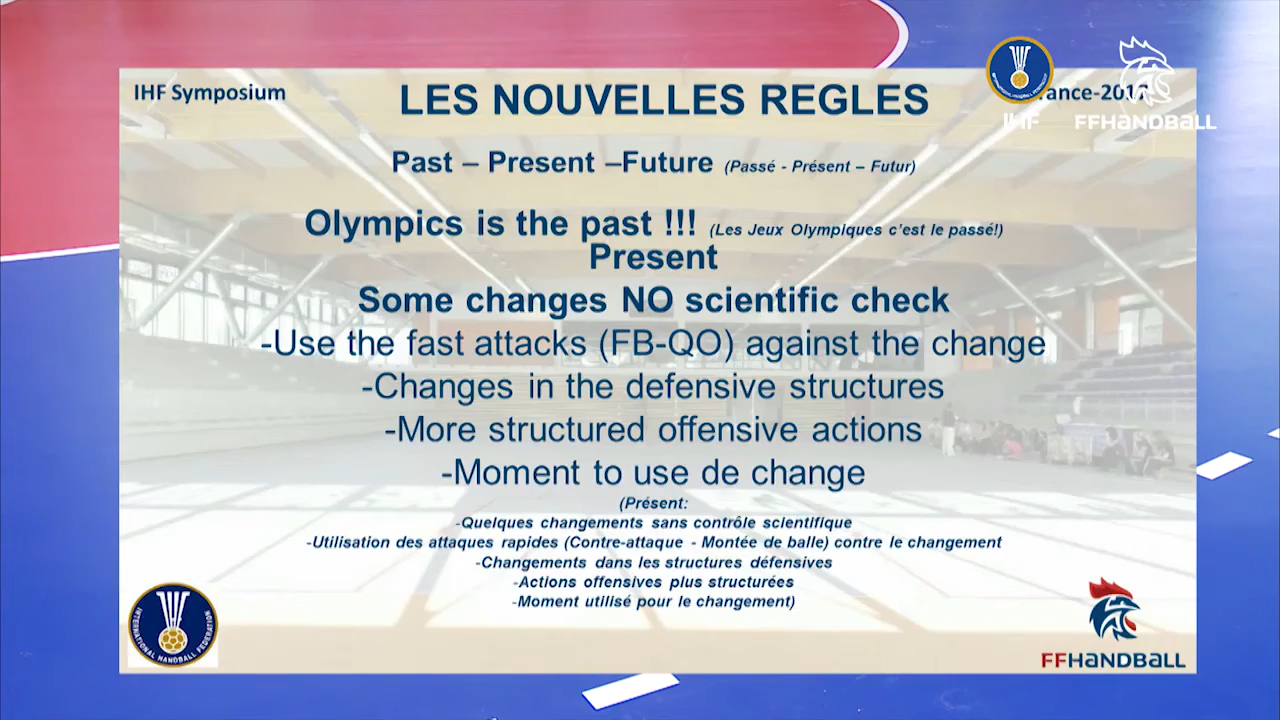 IHF Symposium
LES NOUVELLES REGLES
IHF
FFHANDBALL
Past – Present –Future (Passé - Présent – Futur)
Olympics is the past !!! (Les Jeux Olympiques c’est le passé!)
Present
Some changes NO scientific check
-Use the fast attacks (FB-QO) against the change
-Changes in the defensive structures
-More structured offensive actions
-Moment to use de change
(Présent:
-Quelques changements sans contrôle scientifique
-Utilisation des attaques rapides (Contre-attaque - Montée de balle) contre le changement
-Changements dans les structures défensives
-Actions offensives plus structurées
-Moment utilisé pour le changement)
INTERNATIONAL HANDBALL FEDERATION
FFHANDBALL